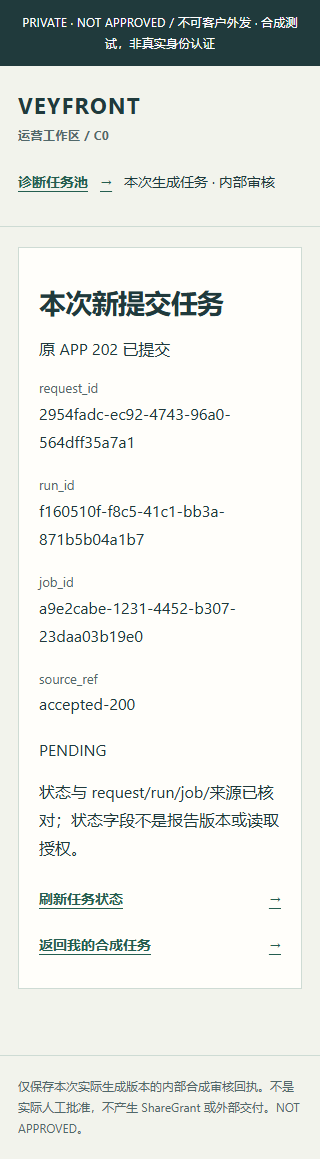 PRIVATE · NOT APPROVED / 不可客户外发 · 合成测
试，非真实身份认证
VEYFRONT
运营工作区 / C0
诊断任务池 → 本次生成任务 · 内部审核
本次新提交任务
原 APP 202 已提交
request_id
2954fadc-ec92-4743-96a0-
564dff35a7a1
run_id
f160510f-f8c5-41c1-bb3a-
871b5b04a1b7
job_id
a9e2cabe-1231-4452-b307-
23daa03b19e0
source_ref
accepted-200
PENDING
状态与 request/run/job/来源已核
对；状态字段不是报告版本或读取
授权。
刷新任务状态 →
返回我的合成任务 →
仅保存本次实际生成版本的内部合成审核回执。不是
实际人工批准，不产生 ShareGrant 或外部交付。NOT
APPROVED。